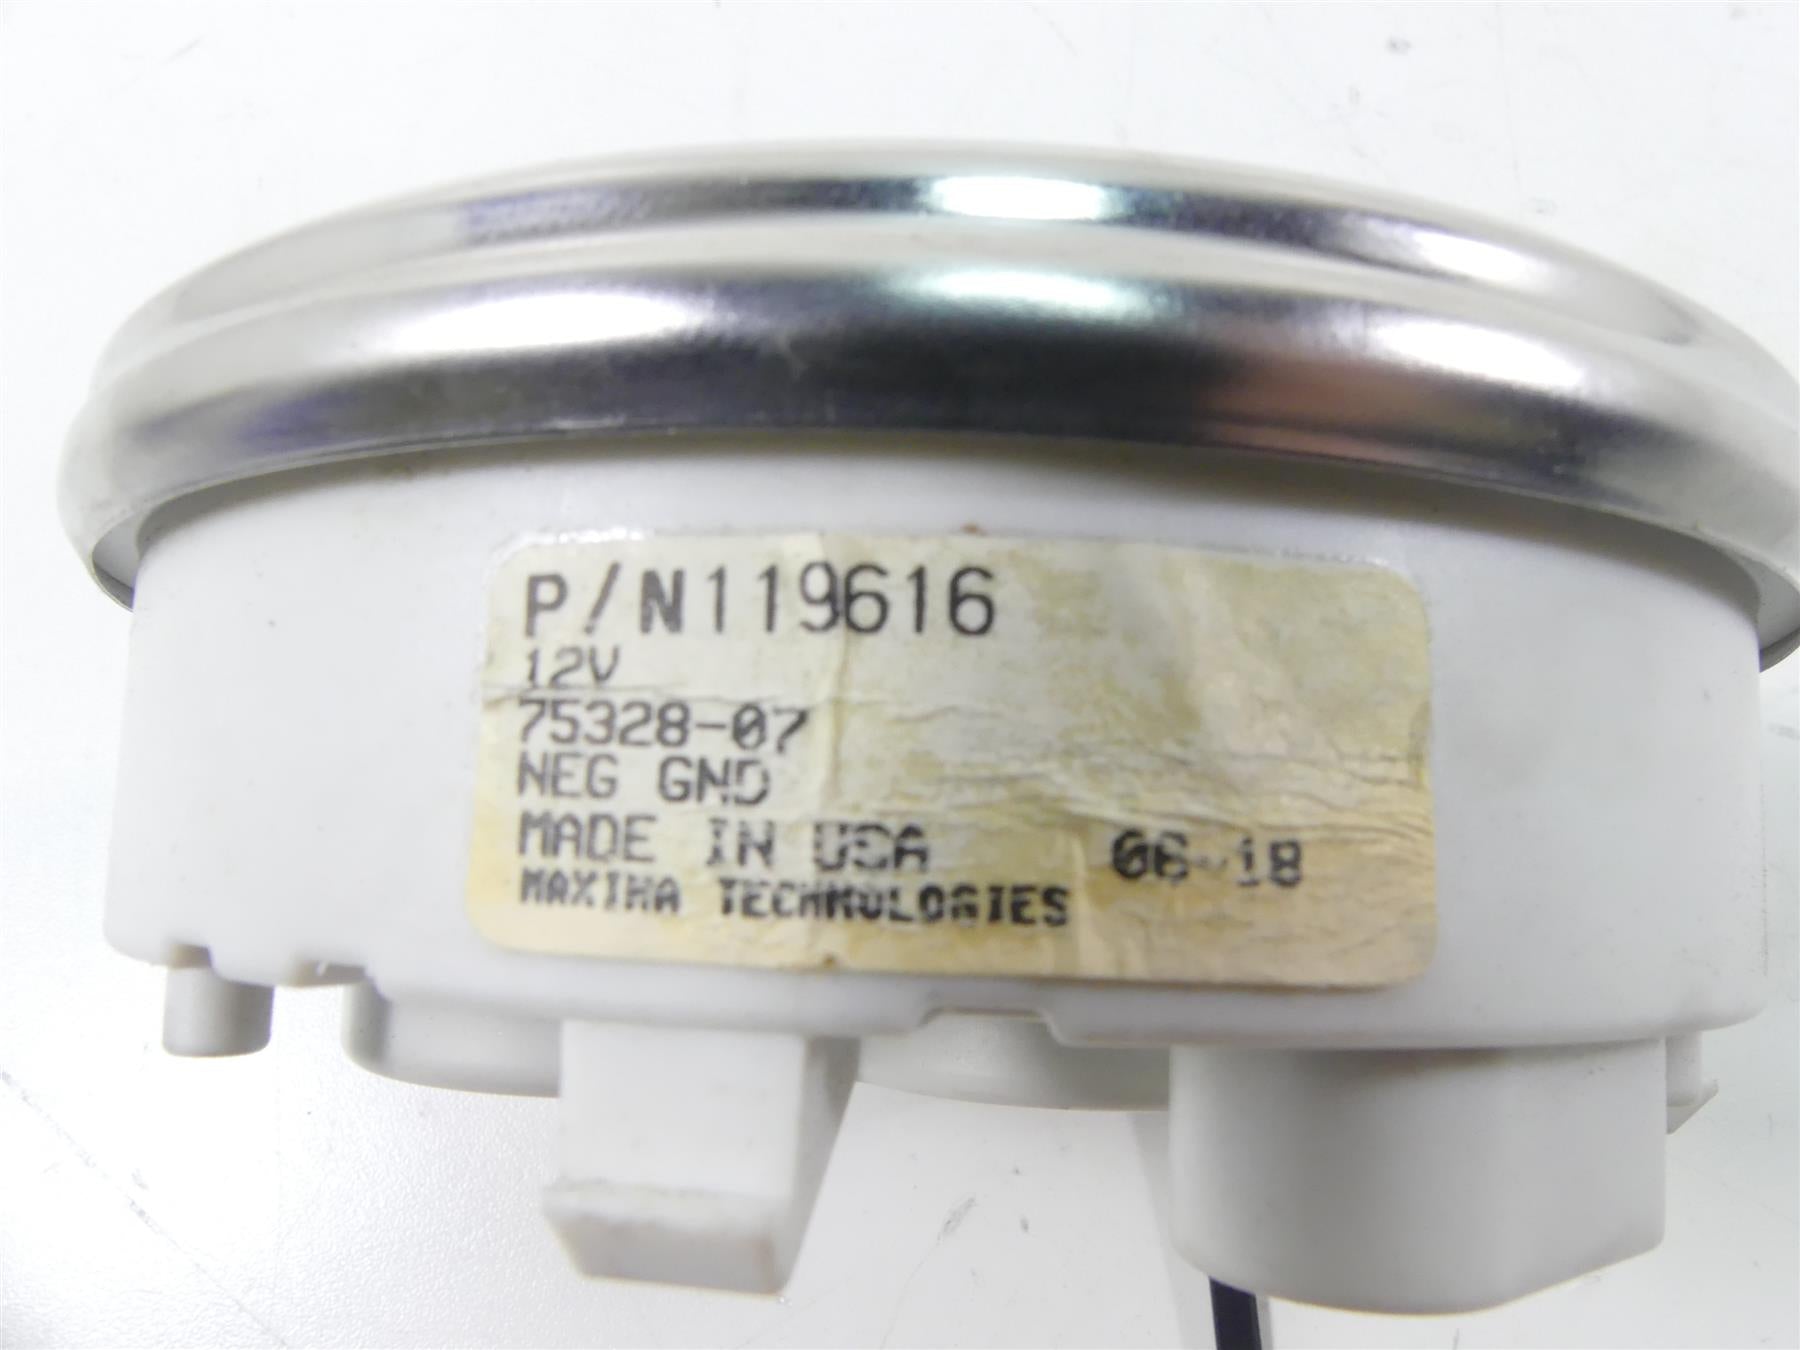 P/N119616
12V
75328-07
NEG GND
MADE IN USA 06-18
MAXIMA TECHNOLOGIES